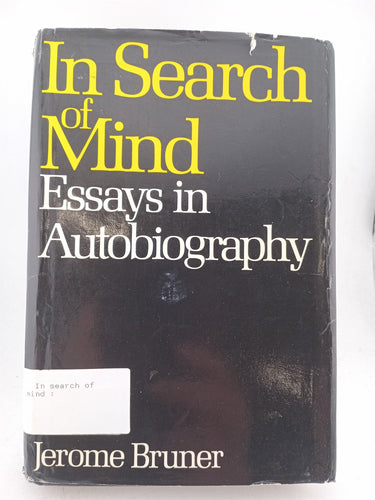 In Search
of
Mind
Essays in
Autobiography
In search of
mind :
Jerome Bruner